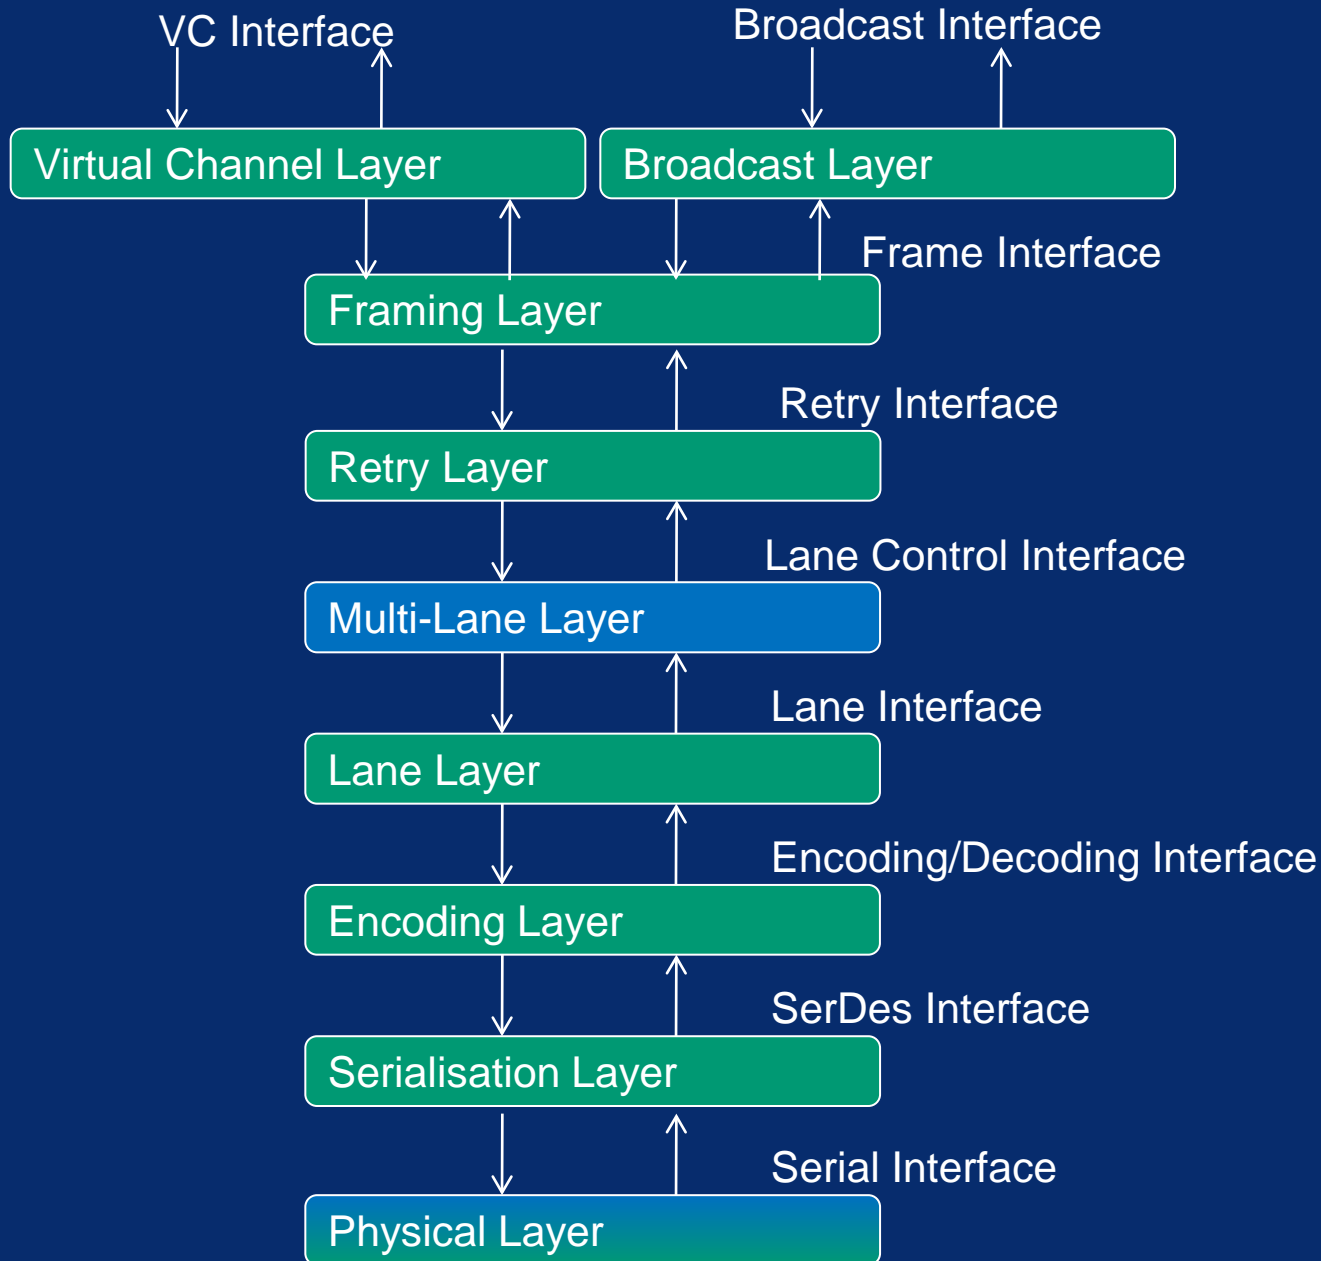 VC Interface
Broadcast Interface
Virtual Channel Layer
Broadcast Layer
Frame Interface
Framing Layer
Retry Interface
Retry Layer
Lane Control Interface
Multi-Lane Layer
Lane Interface
Lane Layer
Encoding/Decoding Interface
Encoding Layer
SerDes Interface
Serialisation Layer
Serial Interface
Physical Layer